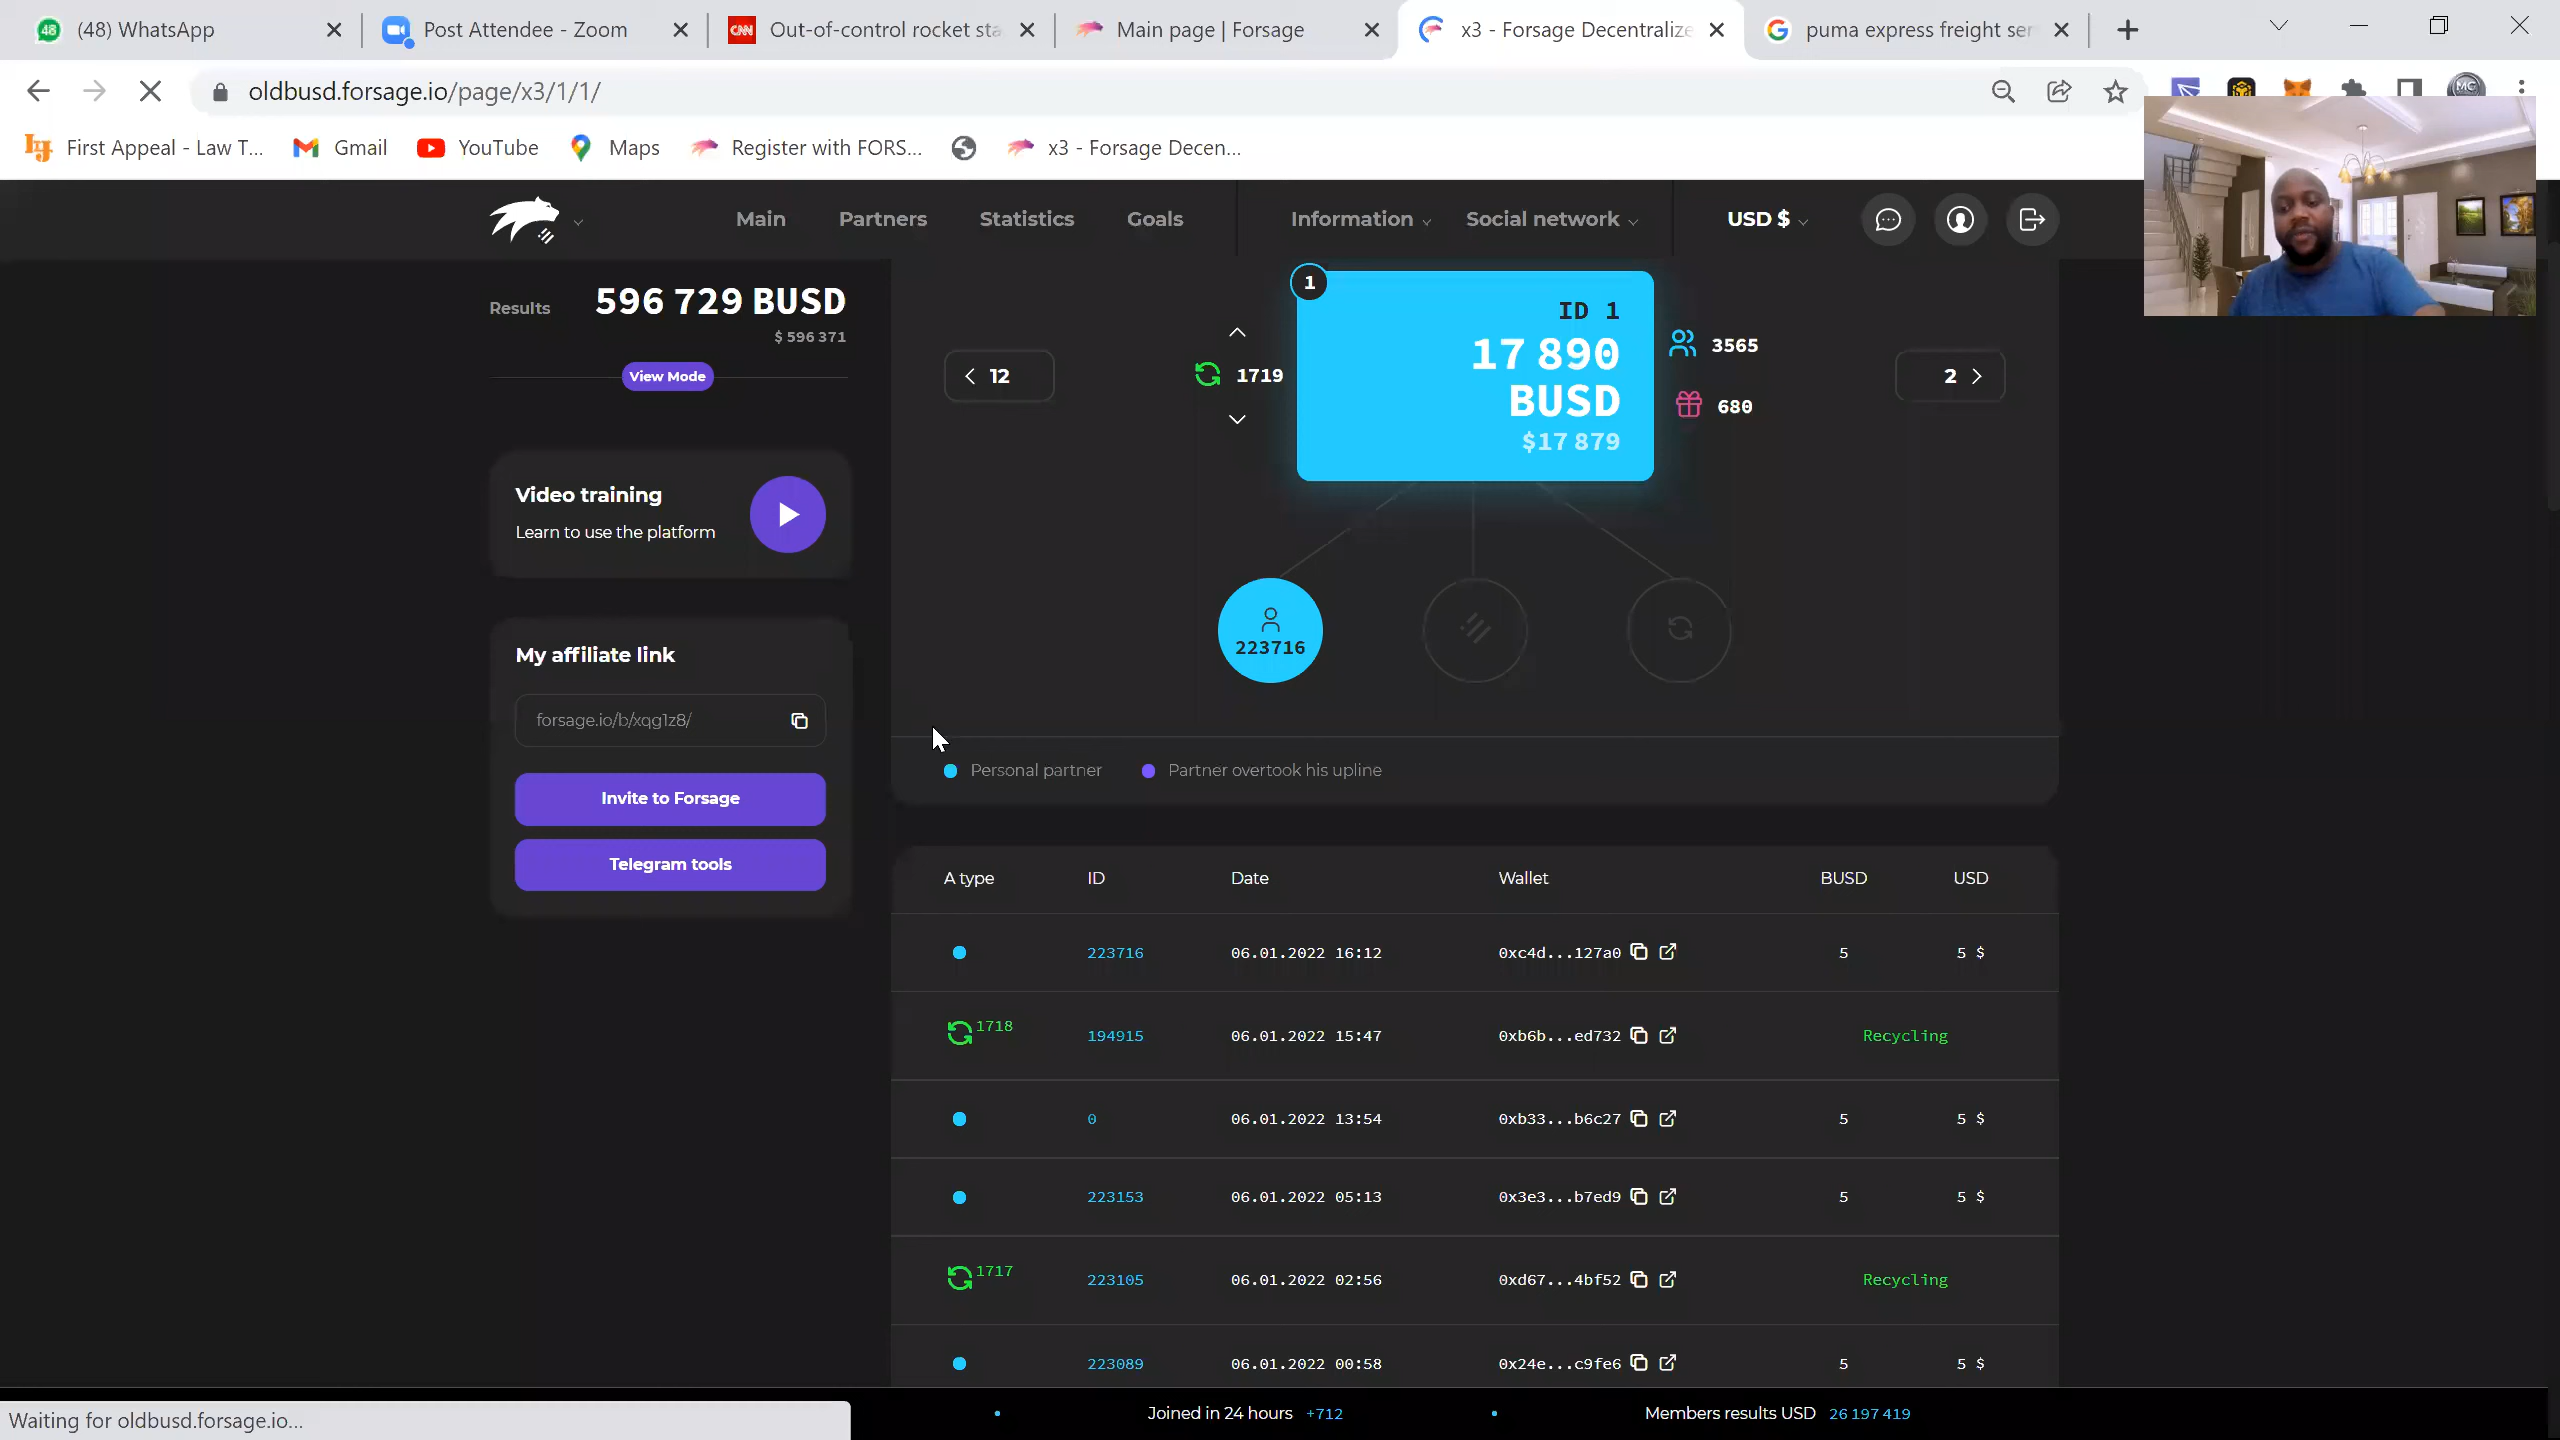 (48) WhatsApp
Post Attendee - Zoom
CNN
Out-of-control rocket sta
Main page | Forsage
x3 - Forsage Decentralize
puma express freight ser
oldbusd.forsage.io/page/x3/1/1/
MC
First Appeal - Law T...
Gmail
YouTube
Maps
Register with FORS...
x3 - Forsage Decen...
Main
Partners
Statistics
Goals
Information
Social network
USD $
Results
596 729 BUSD
$ 596 371
View Mode
Video training
Learn to use the platform
My affiliate link
forsage.io/b/xqg1z8/
Invite to Forsage
Telegram tools
12
1719
1
ID 1
17 890
BUSD
$17 879
3565
680
2
223716
Personal partner
Partner overtook his upline
A type ID Date Wallet BUSD USD
223716 06.01.2022 16:12 0xc4d...127a0 5 5 $
1718 194915 06.01.2022 15:47 0xb6b...ed732 Recycling
0 06.01.2022 13:54 0xb33...b6c27 5 5 $
223153 06.01.2022 05:13 0x3e3...b7ed9 5 5 $
1717 223105 06.01.2022 02:56 0xd67...4bf52 Recycling
223089 06.01.2022 00:58 0x24e...c9fe6 5 5 $
Waiting for oldbusd.forsage.io...
Joined in 24 hours +712
Members results USD 26 197 419